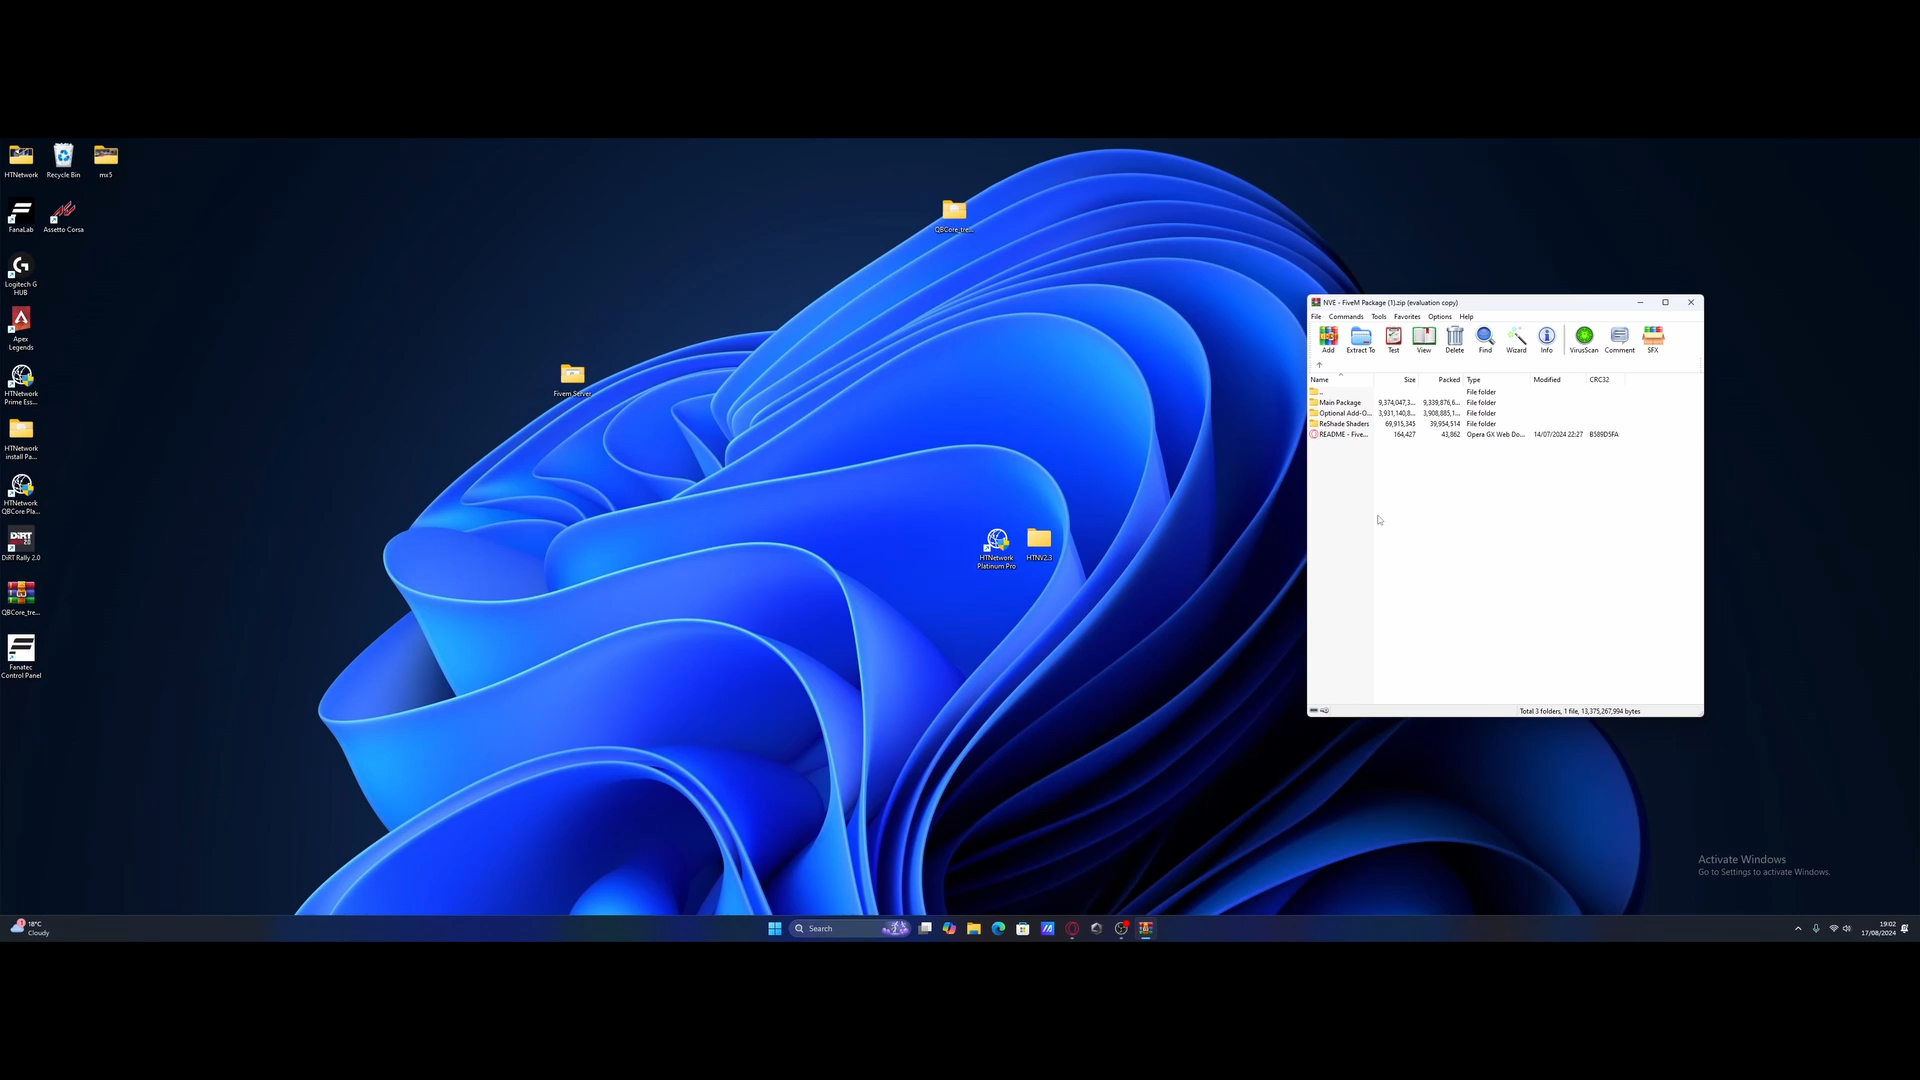 HTNetwork
Recycle Bin
mx5
FanaLab
Assetto Corsa
Logitech G
HUB
Apex
Legends
HTNetwork
Prime Ess...
HTNetwork
install Pa...
HTNetwork
QBCore Pla...
DiRT
DiRT Rally 2.0
QBCore_tre...
Fanatec
Control Panel
QBCore_tre...
Fivem Server
HTNetwork
Platinum Pro
HTNV2.3
NVE - FiveM Package (1).zip (evaluation copy)
File Commands Tools Favorites Options Help
Add Extract To Test View Delete Find Wizard Info VirusScan Comment SFX
Name Size Packed Type Modified CRC32
.. File folder
Main Package 9,374,047,3... 9,339,876,6... File folder
Optional Add-O... 3,931,140,8... 3,908,885,1... File folder
ReShade Shaders 69,915,345 39,954,514 File folder
README - Five... 164,427 43,862 Opera GX Web Do... 14/07/2024 22:27 B589D5FA
Total 3 folders, 1 file, 13,375,267,994 bytes
Activate Windows
Go to Settings to activate Windows.
18°C
Cloudy
Search
19:02
17/08/2024